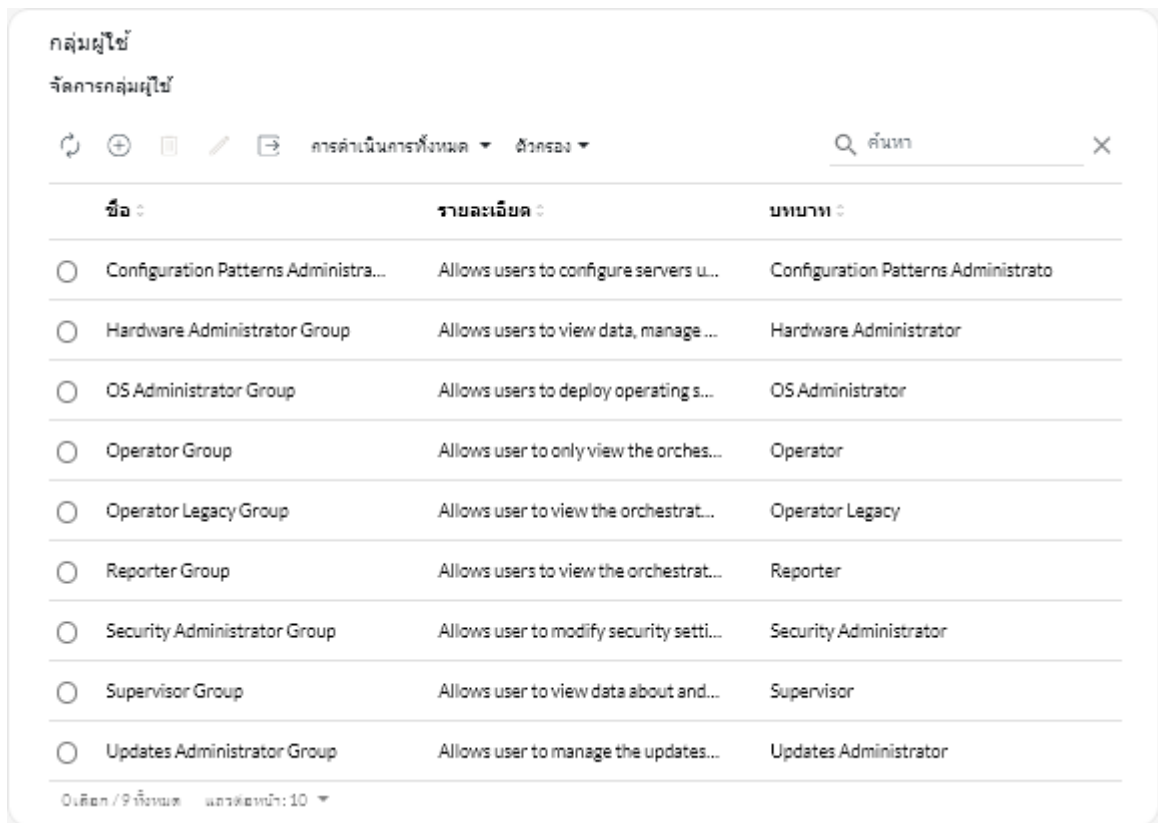 กลุ่มผู้ใช้
จัดการกลุ่มผู้ใช้
การดำเนินการทั้งหมด ตัวกรอง ค้นหา
ชื่อ รายละเอียด บทบาท
Configuration Patterns Administra... Allows users to configure servers u... Configuration Patterns Administrato
Hardware Administrator Group Allows users to view data, manage ... Hardware Administrator
OS Administrator Group Allows users to deploy operating s... OS Administrator
Operator Group Allows user to only view the orches... Operator
Operator Legacy Group Allows user to view the orchestrat... Operator Legacy
Reporter Group Allows users to view the orchestrat... Reporter
Security Administrator Group Allows user to modify security setti... Security Administrator
Supervisor Group Allows user to view data about and... Supervisor
Updates Administrator Group Allows user to manage the updates... Updates Administrator
0 เลือก / 9 ทั้งหมด แถวต่อหน้า: 10